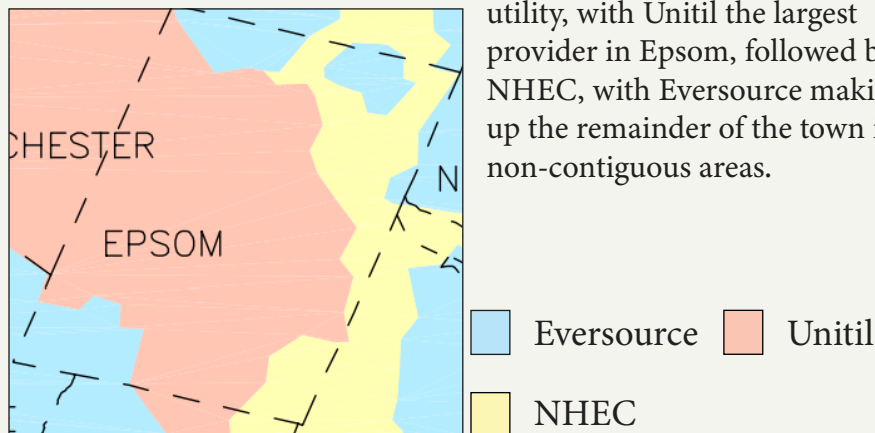 utility, with Unitil the largest
provider in Epsom, followed b
NHEC, with Eversource maki
up the remainder of the town
non-contiguous areas.
CHESTER
N
EPSOM
Eversource Unitil
NHEC